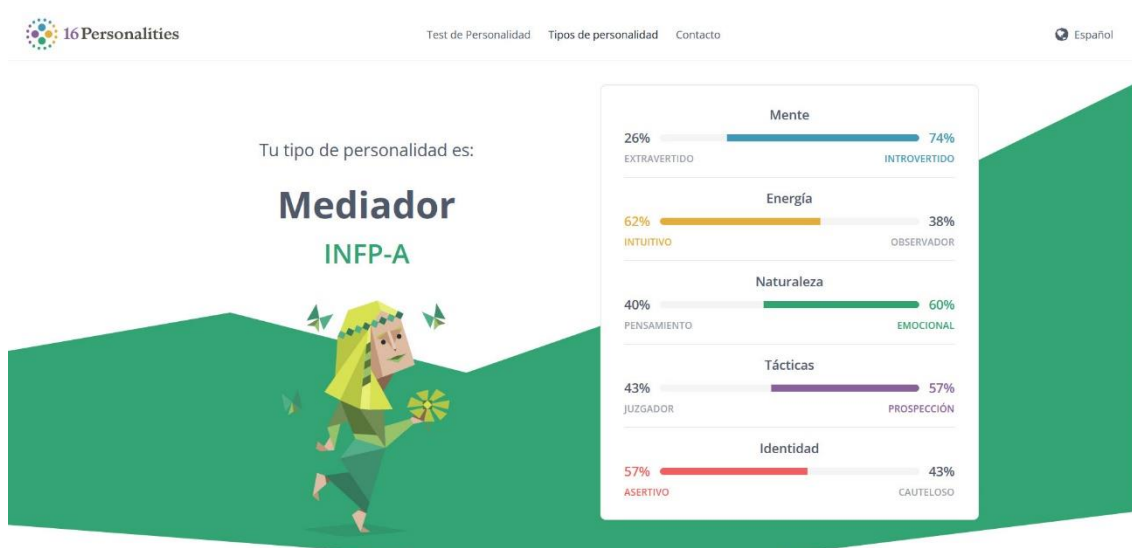 16Personalities
Test de Personalidad Tipos de personalidad Contacto
Español
Tu tipo de personalidad es:
Mediador
INFP-A
Mente
26% 74%
EXTRAVERTIDO INTROVERTIDO
Energía
62% 38%
INTUITIVO OBSERVADOR
Naturaleza
40% 60%
PENSAMIENTO EMOCIONAL
Tácticas
43% 57%
JUZGADOR PROSPECCIÓN
Identidad
57% 43%
ASERTIVO CAUTELOSO